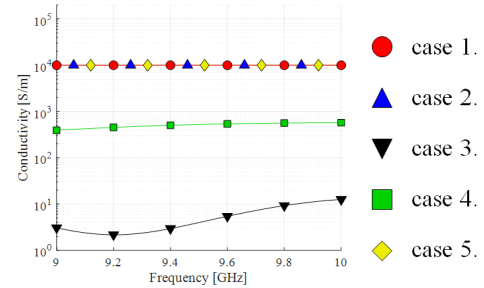 10^5
10^4
10^3
10^2
10^1
10^0
Conductivity [S/m]
9 9.2 9.4 9.6 9.8 10
Frequency [GHz]
case 1.
case 2.
case 3.
case 4.
case 5.